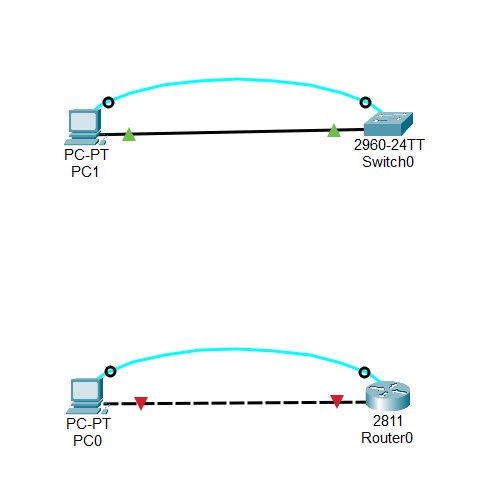 PC-PT
PC1
2960-24TT
Switch0
PC-PT
PC0
2811
Router0